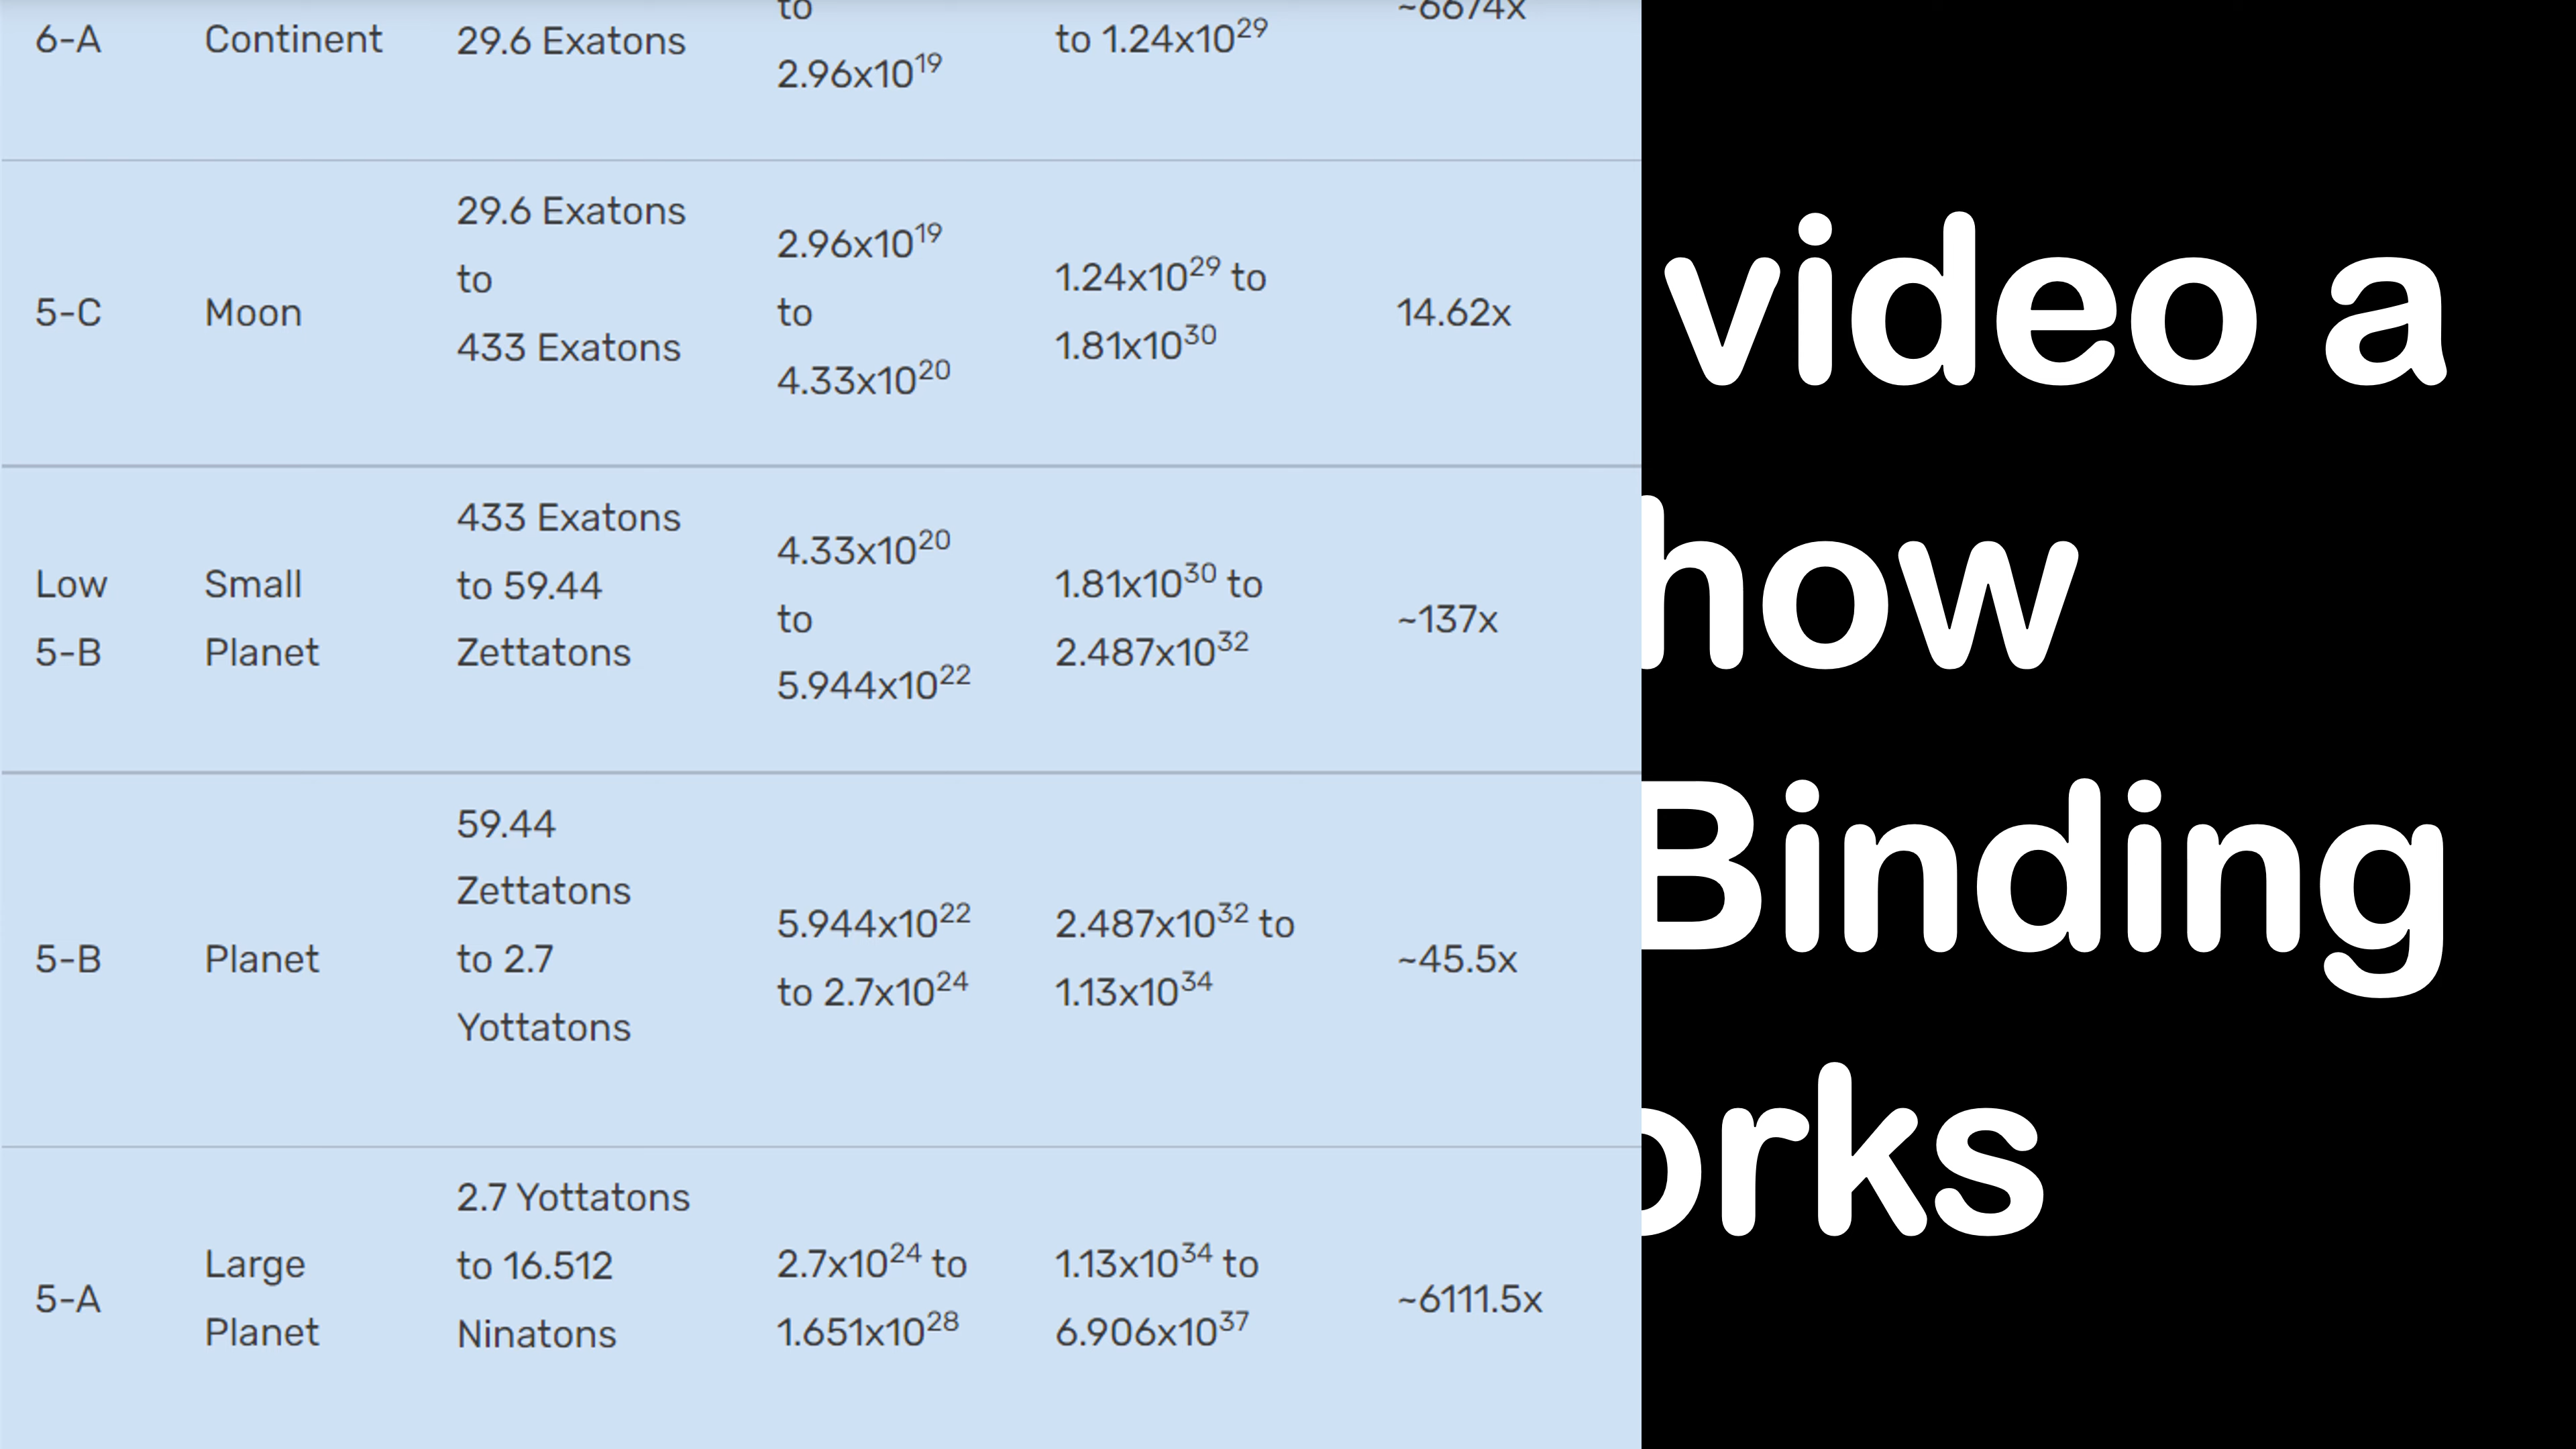 6-A
Continent
29.6 Exatons
to
2.96x10¹⁹
to 1.24x10²⁹
~6674x
5-C
Moon
29.6 Exatons
to
433 Exatons
2.96x10¹⁹
to
4.33x10²⁰
1.24x10²⁹ to
1.81x10³⁰
14.62x
Low
5-B
Small
Planet
433 Exatons
to 59.44
Zettatons
4.33x10²⁰
to
5.944x10²²
1.81x10³⁰ to
2.487x10³²
~137x
5-B
Planet
59.44
Zettatons
to 2.7
Yottatons
5.944x10²²
to 2.7x10²⁴
2.487x10³² to
1.13x10³⁴
~45.5x
5-A
Large
Planet
2.7 Yottatons
to 16.512
Ninatons
2.7x10²⁴ to
1.651x10²⁸
1.13x10³⁴ to
6.906x10³⁷
~6111.5x
video a
how
Binding
orks